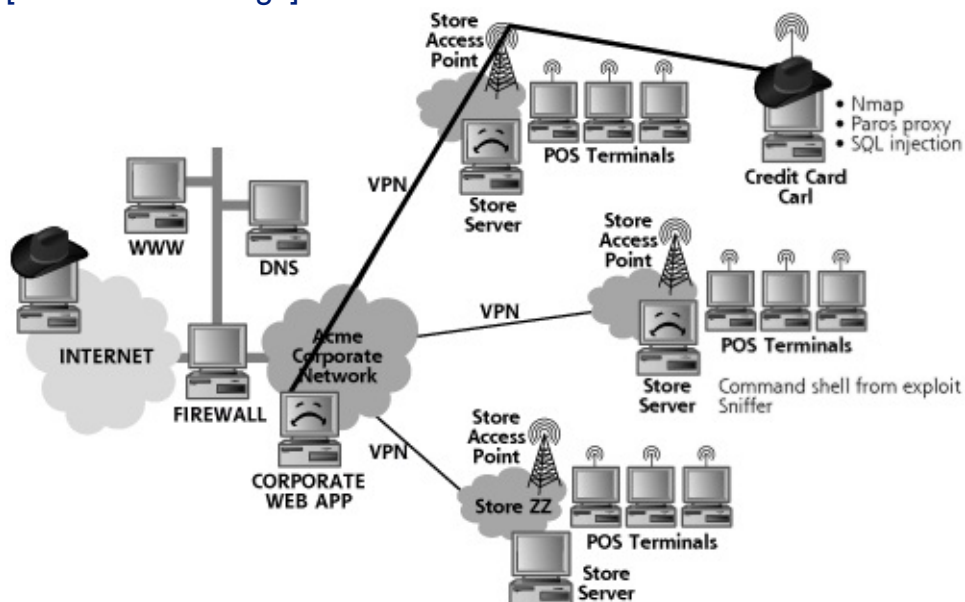 Store
Access
Point
POS Terminals
Store
Server
VPN
• Nmap
• Paros proxy
• SQL injection
Credit Card
Carl
WWW
DNS
INTERNET
FIREWALL
Acme
Corporate
Network
CORPORATE
WEB APP
VPN
Store
Access
Point
POS Terminals
Store
Server
Command shell from exploit
Sniffer
VPN
Store
Access
Point
Store ZZ
POS Terminals
Store
Server